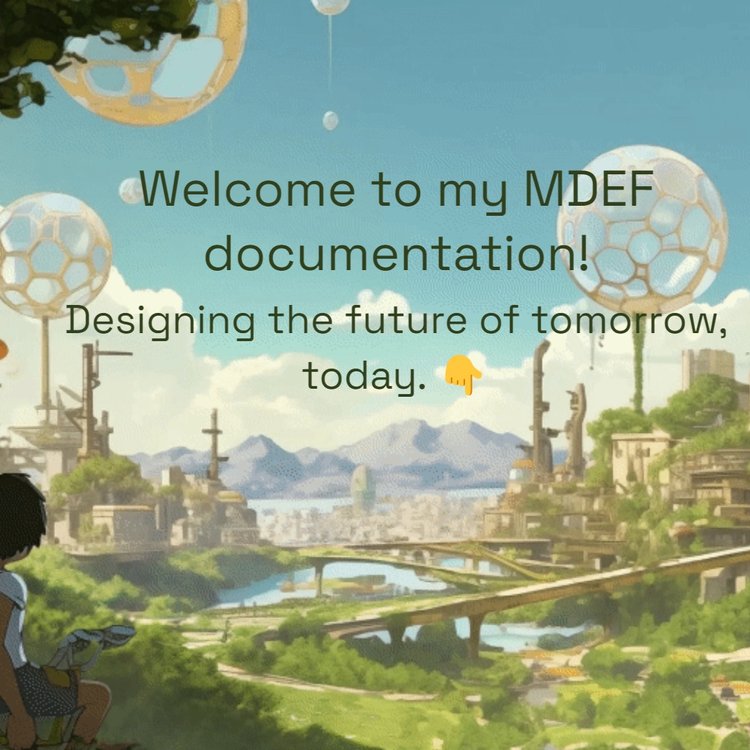 Welcome to my MDEF
documentation!
Designing the future of tomorrow,
today. 👇